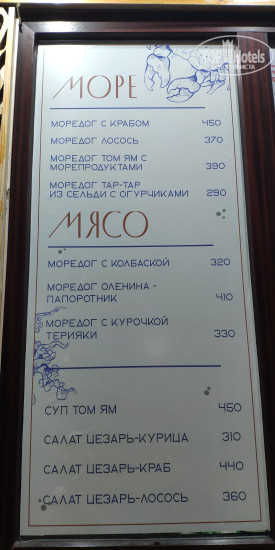 МОРЕ
МОРЕДОГ С КРАБОМ 450
МОРЕДОГ ЛОСОСЬ 370
МОРЕДОГ ТОМ ЯМ С
МОРЕПРОДУКТАМИ 390
МОРЕДОГ ТАР-ТАР
ИЗ СЕЛЬДИ С ОГУРЧИКАМИ 290
МЯСО
МОРЕДОГ С КОЛБАСКОЙ 320
МОРЕДОГ ОЛЕНИНА -
ПАПОРОТНИК 410
МОРЕДОГ С КУРОЧКОЙ
ТЕРИЯКИ 330
СУП ТОМ ЯМ 450
САЛАТ ЦЕЗАРЬ-КУРИЦА 310
САЛАТ ЦЕЗАРЬ-КРАБ 440
САЛАТ ЦЕЗАРЬ-ЛОСОСЬ 360